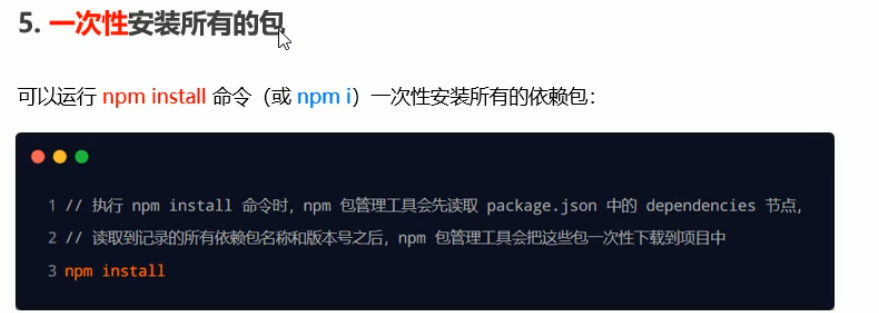 5. 一次性安装所有的包
可以运行 npm install 命令（或 npm i）一次性安装所有的依赖包：
1 // 执行 npm install 命令时，npm 包管理工具会先读取 package.json 中的 dependencies 节点，
2 // 读取到记录的所有依赖包名称和版本号之后，npm 包管理工具会把这些包一次性下载到项目中
3 npm install